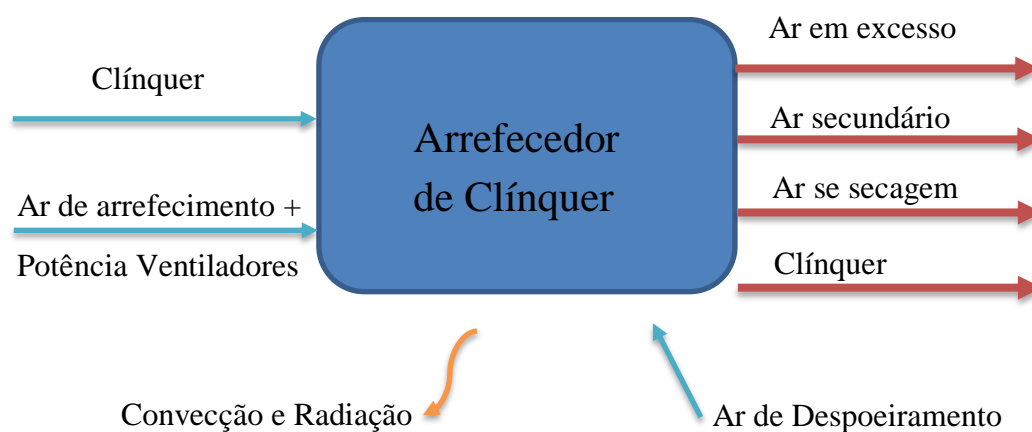 Clínquer
Ar de arrefecimento +
Potência Ventiladores
Arrefecedor
de Clínquer
Ar em excesso
Ar secundário
Ar se secagem
Clínquer
Convecção e Radiação
Ar de Despoeiramento